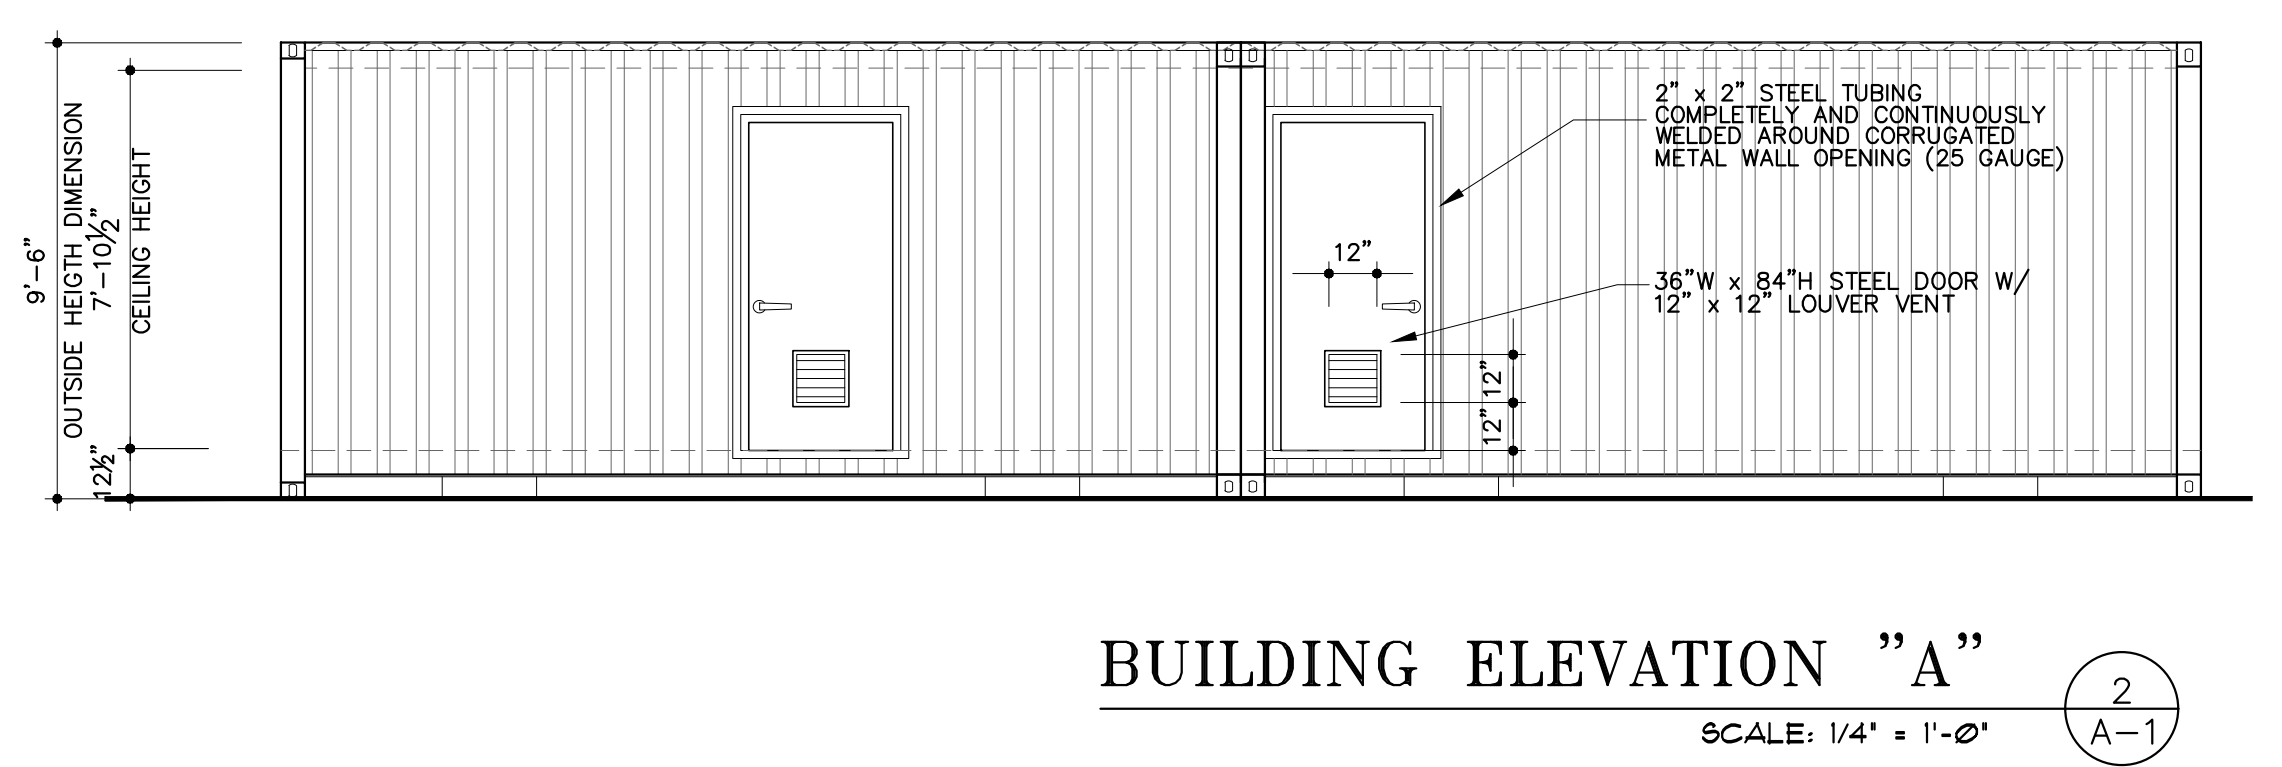 9'-6"
OUTSIDE HEIGTH DIMENSION
7'-10½"
CEILING HEIGHT
12½"
2" x 2" STEEL TUBING
COMPLETELY AND CONTINUOUSLY
WELDED AROUND CORRUGATED
METAL WALL OPENING (25 GAUGE)
12"
36"W x 84"H STEEL DOOR W/
12" x 12" LOUVER VENT
12"
12"
BUILDING ELEVATION "A"
SCALE: 1/4" = 1'-0"
2
A-1